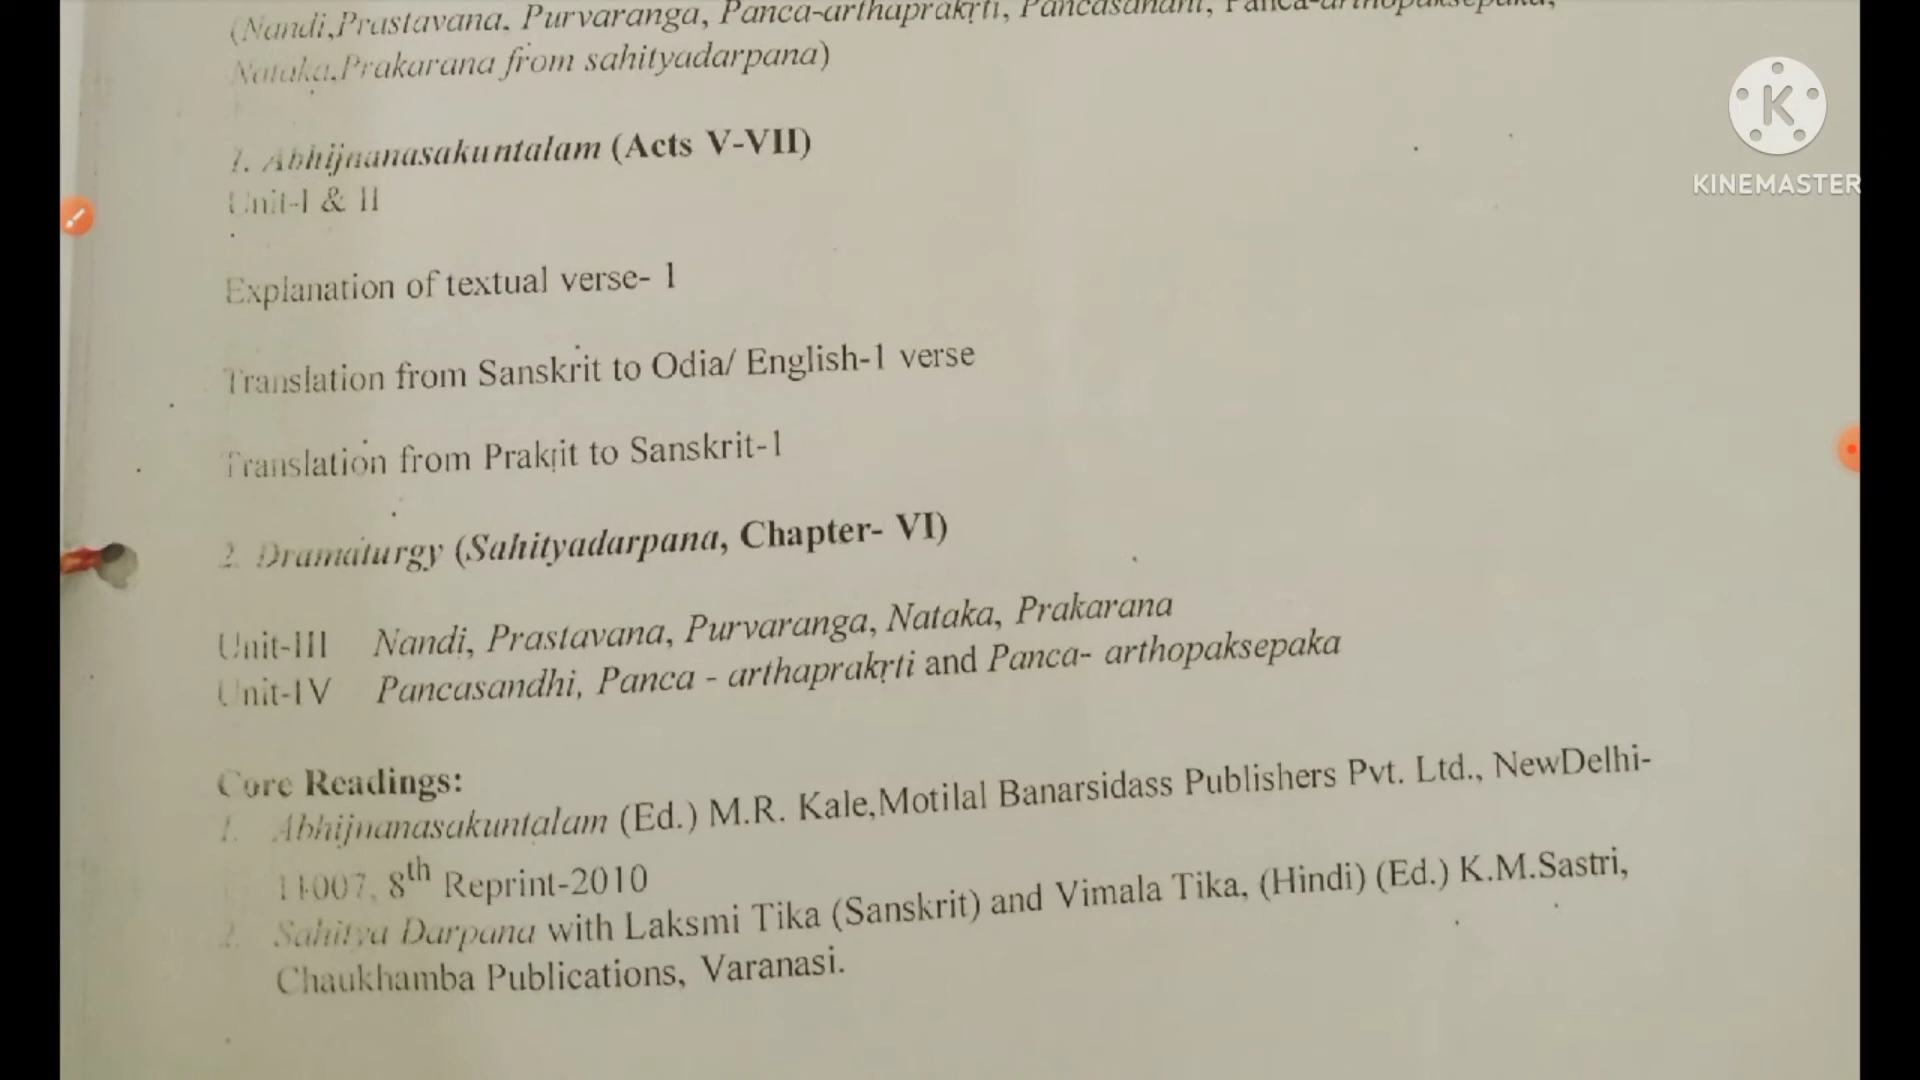 (Nandi,Prastavana, Purvaranga, Panca-arthaprakṛti, Pancasandhi, Panca-arthopaksepaka,
Nataka,Prakarana from sahityadarpana)
1. Abhijnanasakuntalam (Acts V-VII)
Unit-I & II
Explanation of textual verse- 1
Translation from Sanskrit to Odia/ English-1 verse
Translation from Prakṛit to Sanskrit-1
2. Dramaturgy (Sahityadarpana, Chapter- VI)
Unit-III Nandi, Prastavana, Purvaranga, Nataka, Prakarana
Unit-IV Pancasandhi, Panca - arthaprakṛti and Panca- arthopaksepaka
Core Readings:
1. Abhijnanasakuntalam (Ed.) M.R. Kale,Motilal Banarsidass Publishers Pvt. Ltd., NewDelhi-
11007, 8th Reprint-2010
2. Sahitya Darpana with Laksmi Tika (Sanskrit) and Vimala Tika, (Hindi) (Ed.) K.M.Sastri,
Chaukhamba Publications, Varanasi.
K
KINEMASTER